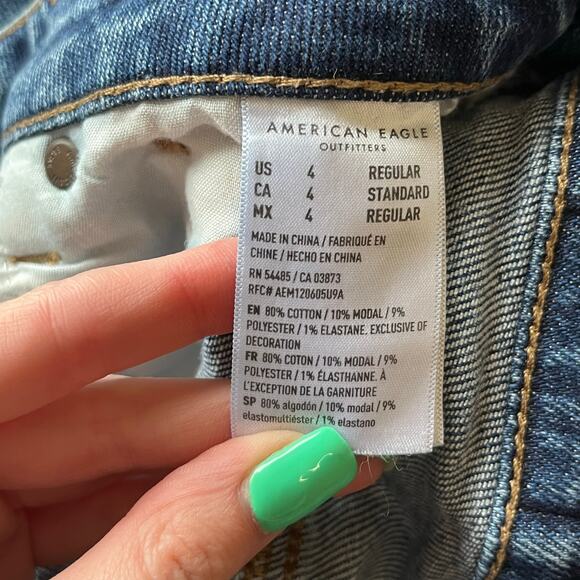 AMERICAN EAGLE
OUTFITTERS
US 4 REGULAR
CA 4 STANDARD
MX 4 REGULAR
MADE IN CHINA / FABRIQUÉ EN
CHINE / HECHO EN CHINA
RN 54485 / CA 03873
RFC# AEM120605U9A
EN 80% COTTON / 10% MODAL / 9%
POLYESTER / 1% ELASTANE. EXCLUSIVE OF
DECORATION
FR 80% COTON / 10% MODAL / 9%
POLYESTER / 1% ÉLASTHANNE. À
L'EXCEPTION DE LA GARNITURE
SP 80% algodón / 10% modal / 9%
elastomultiéster / 1% elastano